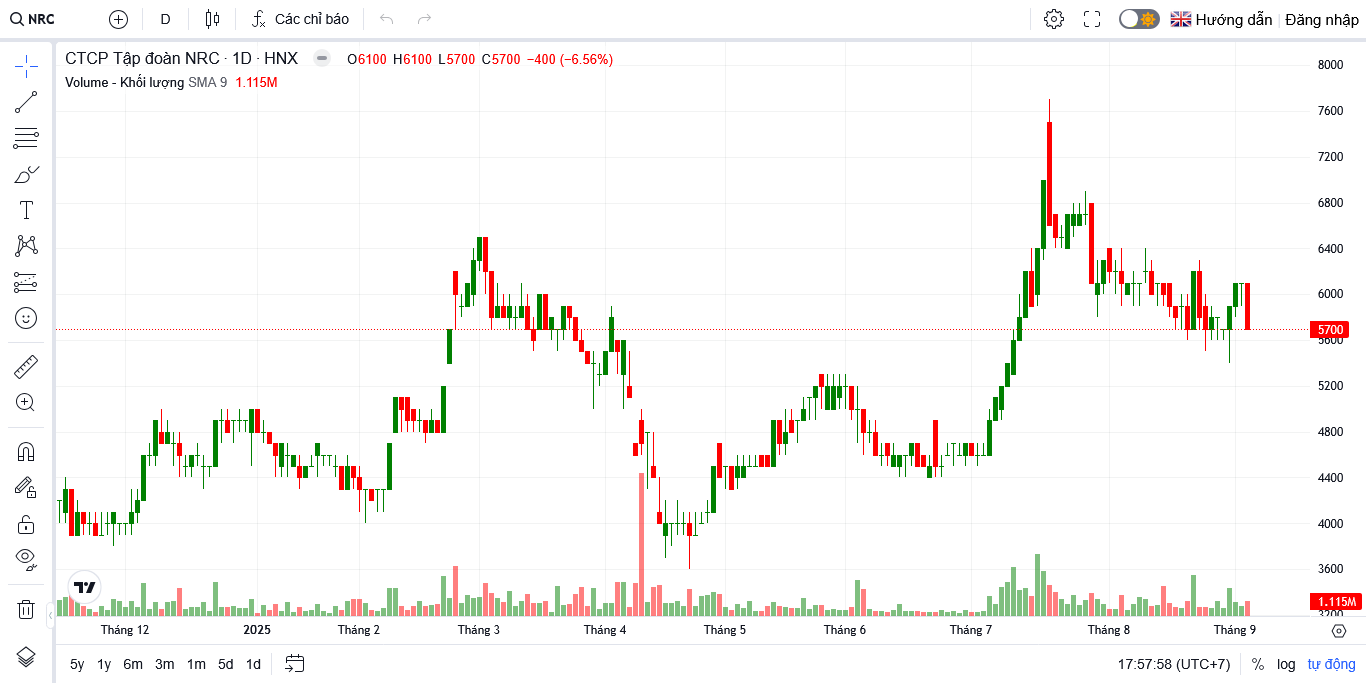 NRC D Các chỉ báo Hướng dẫn Đăng nhập
CTCP Tập đoàn NRC · 1D · HNX O6100 H6100 L5700 C5700 −400 (−6.56%)
Volume - Khối lượng SMA 9 1.115M
8000
7600
7200
6800
6400
6000
5700
5600
5200
4800
4400
4000
3600
1.115M
3200
Tháng 12 2025 Tháng 2 Tháng 3 Tháng 4 Tháng 5 Tháng 6 Tháng 7 Tháng 8 Tháng 9
5y 1y 6m 3m 1m 5d 1d 17:57:58 (UTC+7) % log tự động